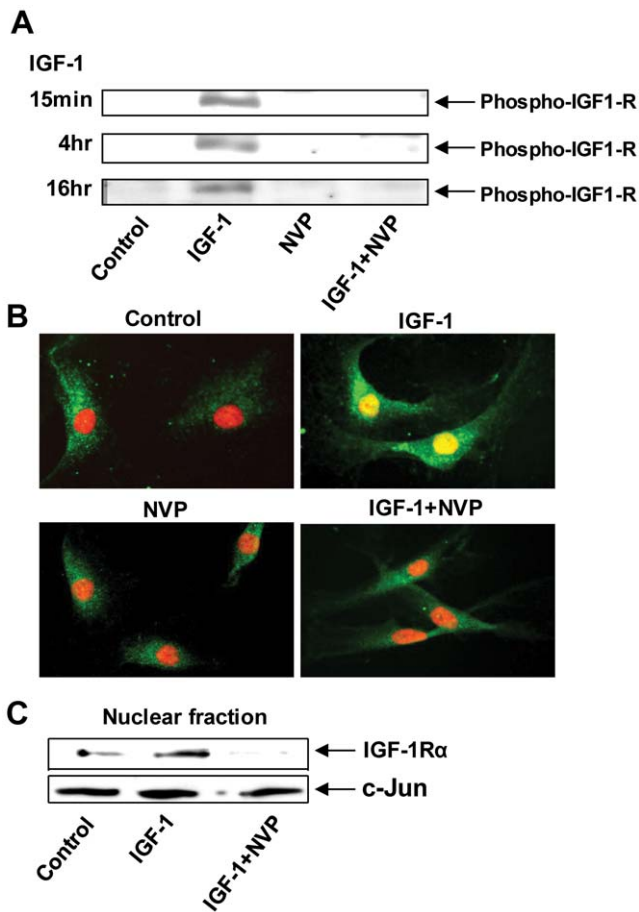 A
IGF-1
15min
Phospho-IGF1-R
4hr
Phospho-IGF1-R
16hr
Phospho-IGF1-R
Control
IGF-1
NVP
IGF-1+NVP
B
Control
IGF-1
NVP
IGF-1+NVP
C
Nuclear fraction
IGF-1Rα
c-Jun
Control
IGF-1
IGF-1+NVP